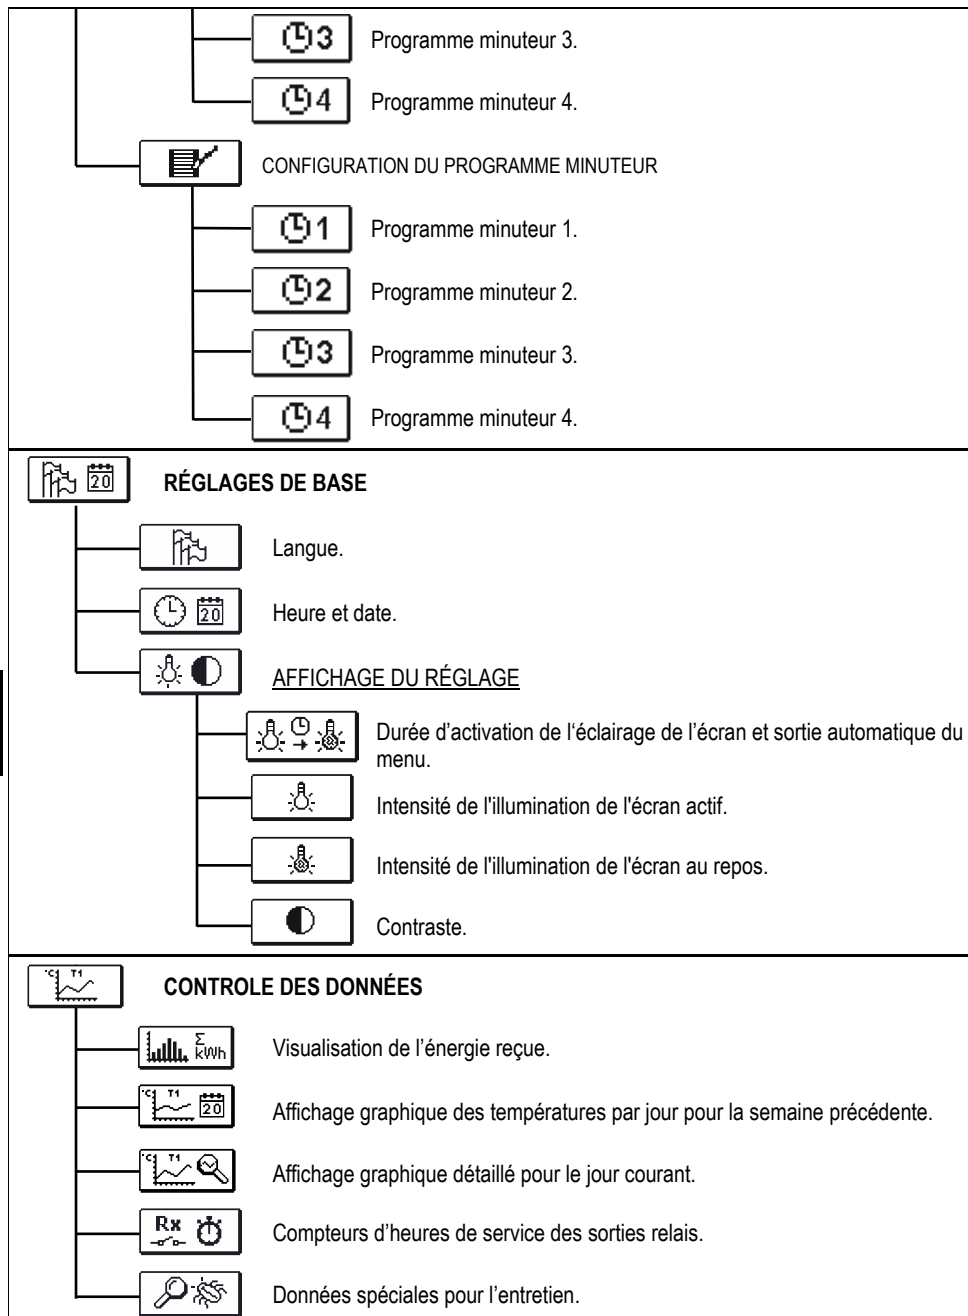 3 Programme minuteur 3.
4 Programme minuteur 4.
CONFIGURATION DU PROGRAMME MINUTEUR
1 Programme minuteur 1.
2 Programme minuteur 2.
3 Programme minuteur 3.
4 Programme minuteur 4.
20 RÉGLAGES DE BASE
Langue.
20 Heure et date.
AFFICHAGE DU RÉGLAGE
Durée d’activation de l‘éclairage de l’écran et sortie automatique du
menu.
Intensité de l'illumination de l'écran actif.
Intensité de l'illumination de l'écran au repos.
Contraste.
°C T1 CONTROLE DES DONNÉES
Σ kWh Visualisation de l’énergie reçue.
°C T1 20 Affichage graphique des températures par jour pour la semaine précédente.
°C T1 Affichage graphique détaillé pour le jour courant.
Rx Compteurs d’heures de service des sorties relais.
Données spéciales pour l’entretien.